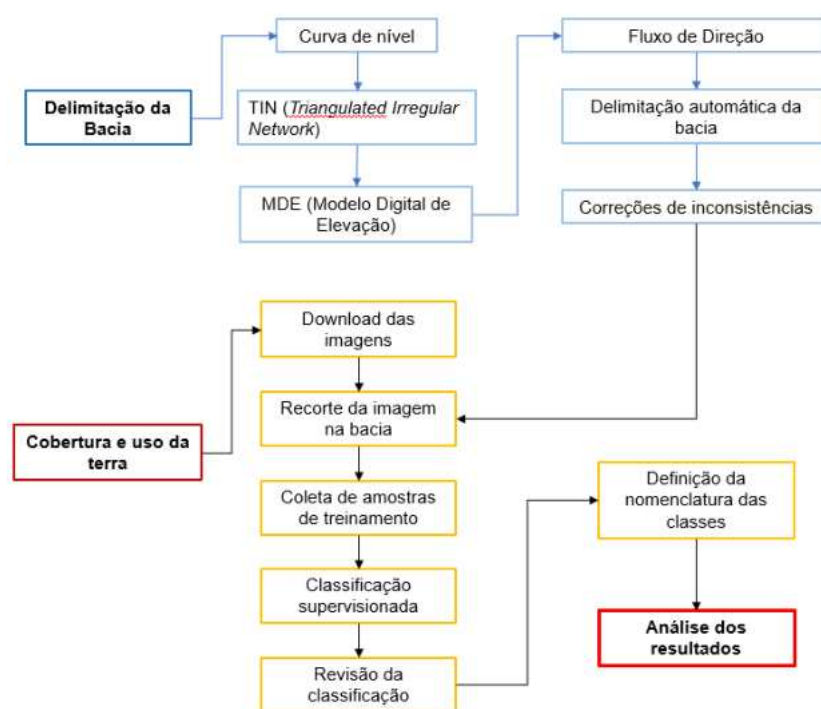 Delimitação da
Bacia
Curva de nível
TIN (Triangulated Irregular
Network)
MDE (Modelo Digital de
Elevação)
Fluxo de Direção
Delimitação automática da
bacia
Correções de inconsistências
Cobertura e uso da
terra
Download das
imagens
Recorte da imagem
na bacia
Coleta de amostras
de treinamento
Classificação
supervisionada
Revisão da
classificação
Definição da
nomenclatura das
classes
Análise dos
resultados